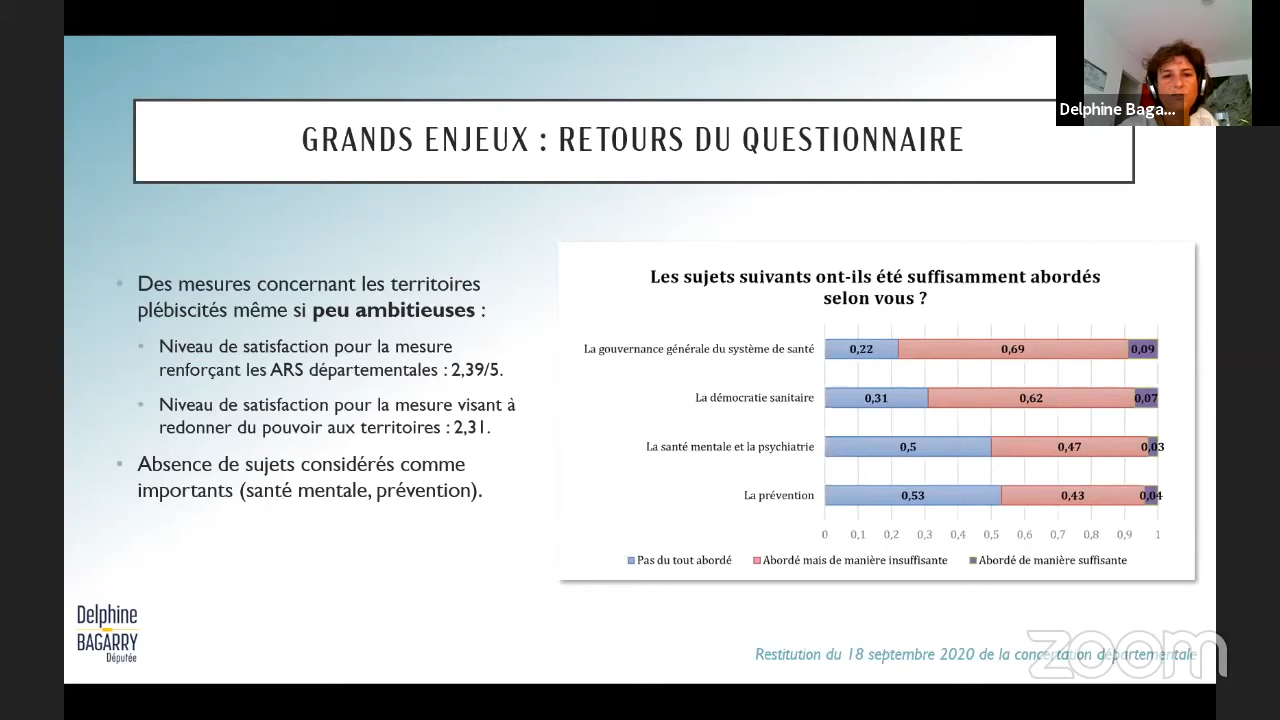 Delphine Baga...
GRANDS ENJEUX : RETOURS DU QUESTIONNAIRE
Des mesures concernant les territoires
plébiscités même si peu ambitieuses :
Niveau de satisfaction pour la mesure
renforçant les ARS départementales : 2,39/5.
Niveau de satisfaction pour la mesure visant à
redonner du pouvoir aux territoires : 2,31.
Absence de sujets considérés comme
importants (santé mentale, prévention).
Les sujets suivants ont-ils été suffisamment abordés
selon vous ?
La gouvernance générale du système de santé 0,22 0,69 0,09
La démocratie sanitaire 0,31 0,62 0,07
La santé mentale et la psychiatrie 0,5 0,47 0,03
La prévention 0,53 0,43 0,04
0 0,1 0,2 0,3 0,4 0,5 0,6 0,7 0,8 0,9 1
Pas du tout abordé Abordé mais de manière insuffisante Abordé de manière suffisante
Delphine
BAGARRY
Députée
Restitution du 18 septembre 2020 de la concertation départementale
zoom